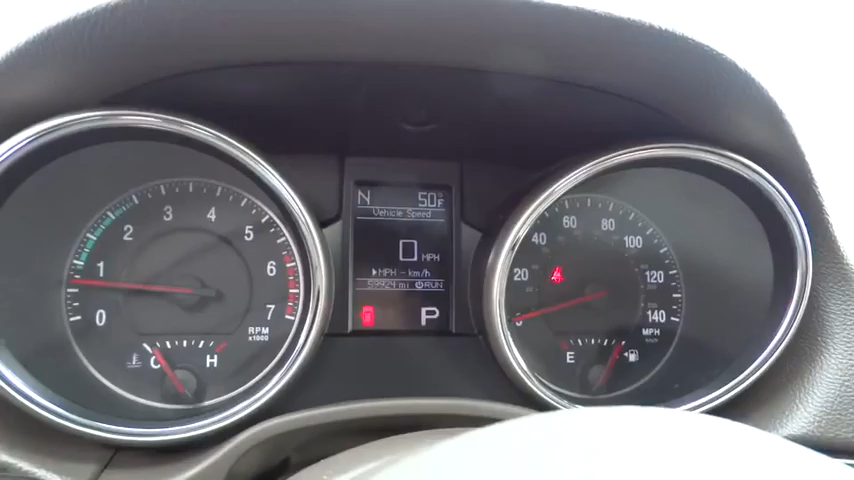 0 1 2 3 4 5 6 7
RPM
x1000
C H
N 50°F
Vehicle Speed
0 MPH
▸MPH - km/h
59924 mi RUN
P
20 40 60 80 100 120 140
MPH
E F